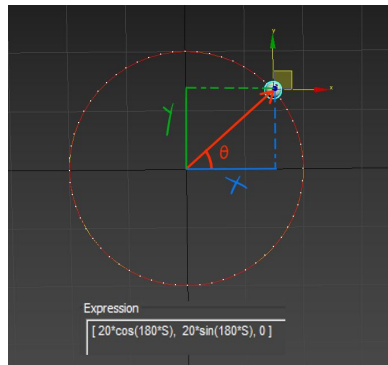 y
Y
θ
x
X
Expression
[ 20*cos(180*S), 20*sin(180*S), 0 ]